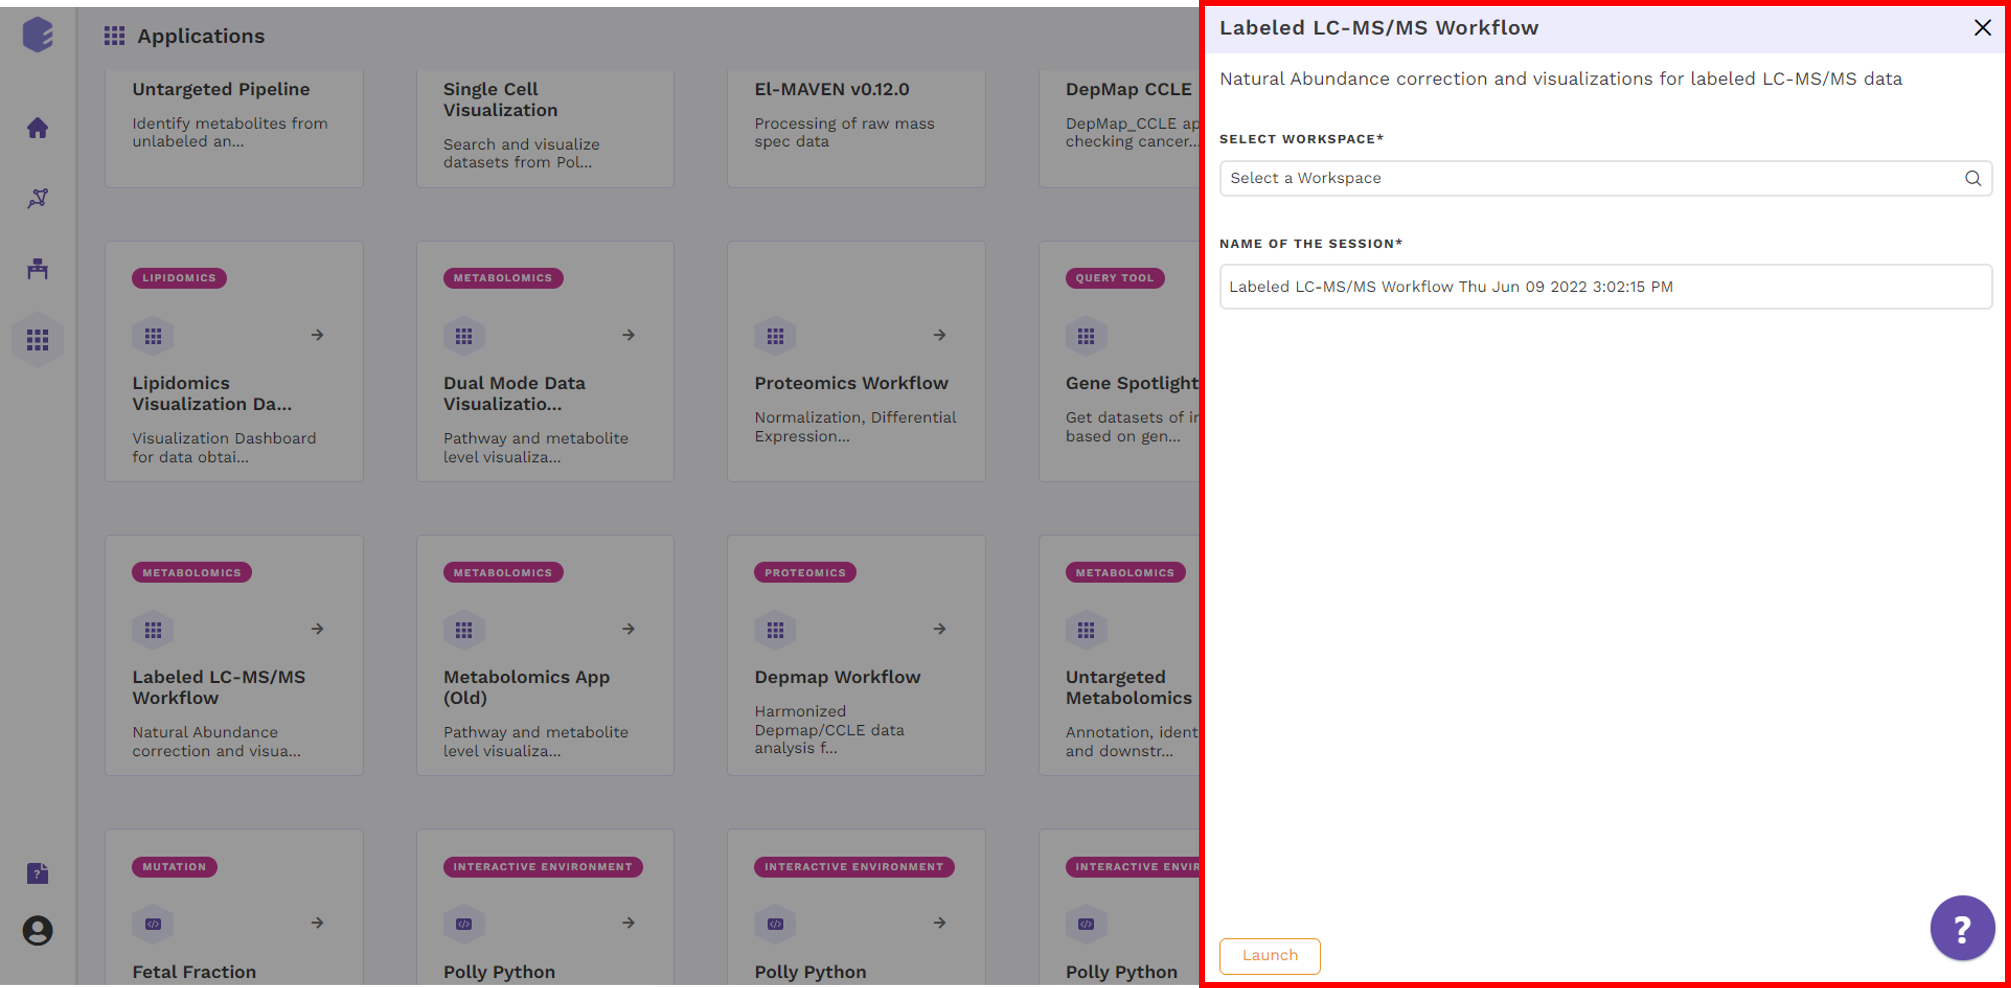 Applications
Untargeted Pipeline
Identify metabolites from
unlabeled an...
Single Cell
Visualization
Search and visualize
datasets from Pol...
El-MAVEN v0.12.0
Processing of raw mass
spec data
DepMap CCLE
DepMap_CCLE ap
checking cancer...
LIPIDOMICS
Lipidomics
Visualization Da...
Visualization Dashboard
for data obtai...
METABOLOMICS
Dual Mode Data
Visualizatio...
Pathway and metabolite
level visualiza...
Proteomics Workflow
Normalization, Differential
Expression...
QUERY TOOL
Gene Spotlight
Get datasets of in
based on gen...
METABOLOMICS
Labeled LC-MS/MS
Workflow
Natural Abundance
correction and visua...
METABOLOMICS
Metabolomics App
(Old)
Pathway and metabolite
level visualiza...
PROTEOMICS
Depmap Workflow
Harmonized
Depmap/CCLE data
analysis f...
METABOLOMICS
Untargeted
Metabolomics
Annotation, ident
and downstr...
MUTATION
Fetal Fraction
INTERACTIVE ENVIRONMENT
Polly Python
INTERACTIVE ENVIRONMENT
Polly Python
INTERACTIVE ENVIR
Polly Python
Labeled LC-MS/MS Workflow
Natural Abundance correction and visualizations for labeled LC-MS/MS data
SELECT WORKSPACE*
Select a Workspace
NAME OF THE SESSION*
Labeled LC-MS/MS Workflow Thu Jun 09 2022 3:02:15 PM
?
Launch